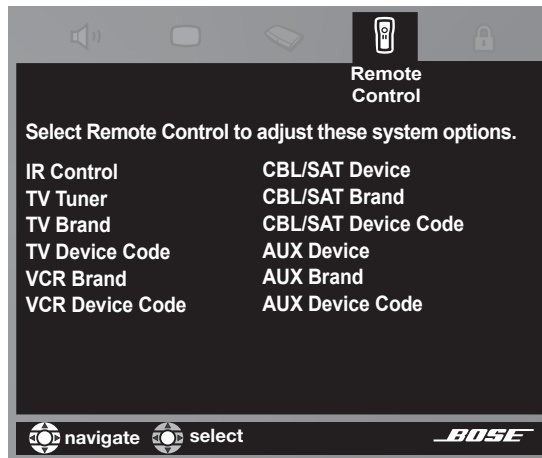 Remote
Control
Select Remote Control to adjust these system options.
IR Control
TV Tuner
TV Brand
TV Device Code
VCR Brand
VCR Device Code
CBL/SAT Device
CBL/SAT Brand
CBL/SAT Device Code
AUX Device
AUX Brand
AUX Device Code
navigate select BOSE